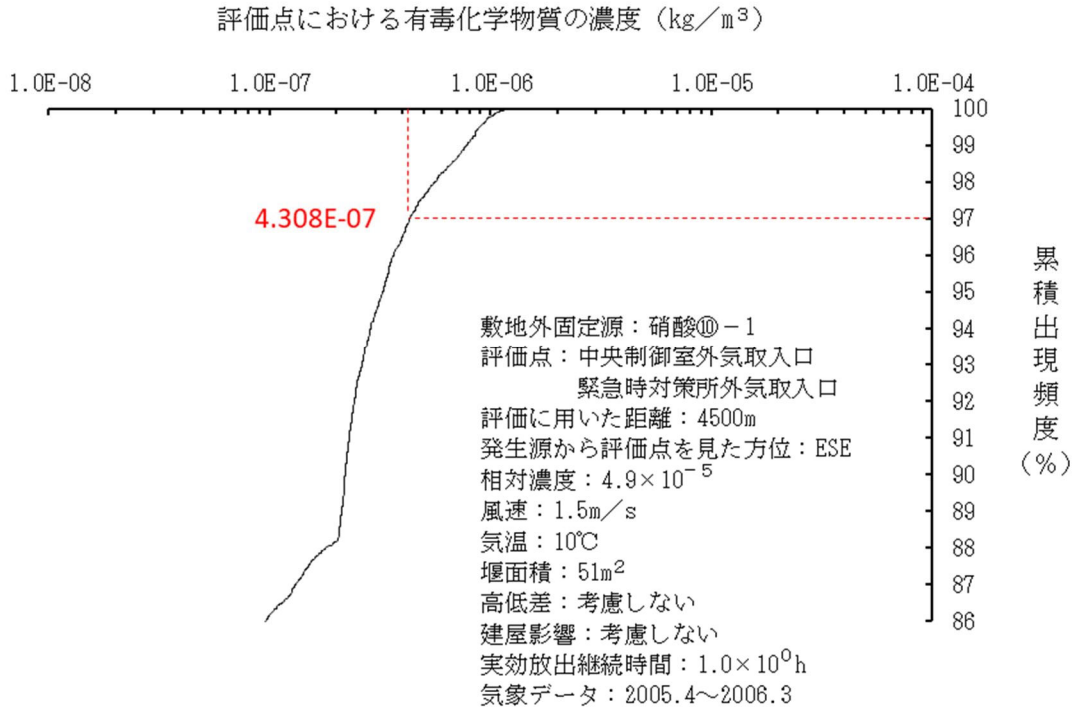 評価点における有毒化学物質の濃度（kg／m³）
1.0E-08 1.0E-07 1.0E-06 1.0E-05 1.0E-04
100
99
98
97
4.308E-07
96
95
94
93
92
91
90
89
88
87
86
累積出現頻度（%）
敷地外固定源：硝酸⑩－1
評価点：中央制御室外気取入口
緊急時対策所外気取入口
評価に用いた距離：4500m
発生源から評価点を見た方位：ESE
相対濃度：4.9×10⁻⁵
風速：1.5m／s
気温：10℃
堰面積：51m²
高低差：考慮しない
建屋影響：考慮しない
実効放出継続時間：1.0×10⁰h
気象データ：2005.4～2006.3